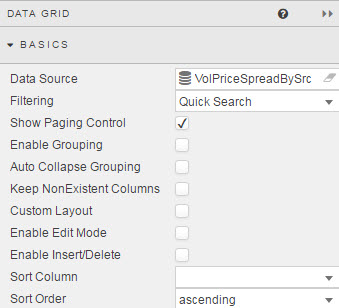 DATA GRID
BASICS
Data Source VolPriceSpreadBySrc
Filtering Quick Search
Show Paging Control
Enable Grouping
Auto Collapse Grouping
Keep NonExistent Columns
Custom Layout
Enable Edit Mode
Enable Insert/Delete
Sort Column
Sort Order ascending